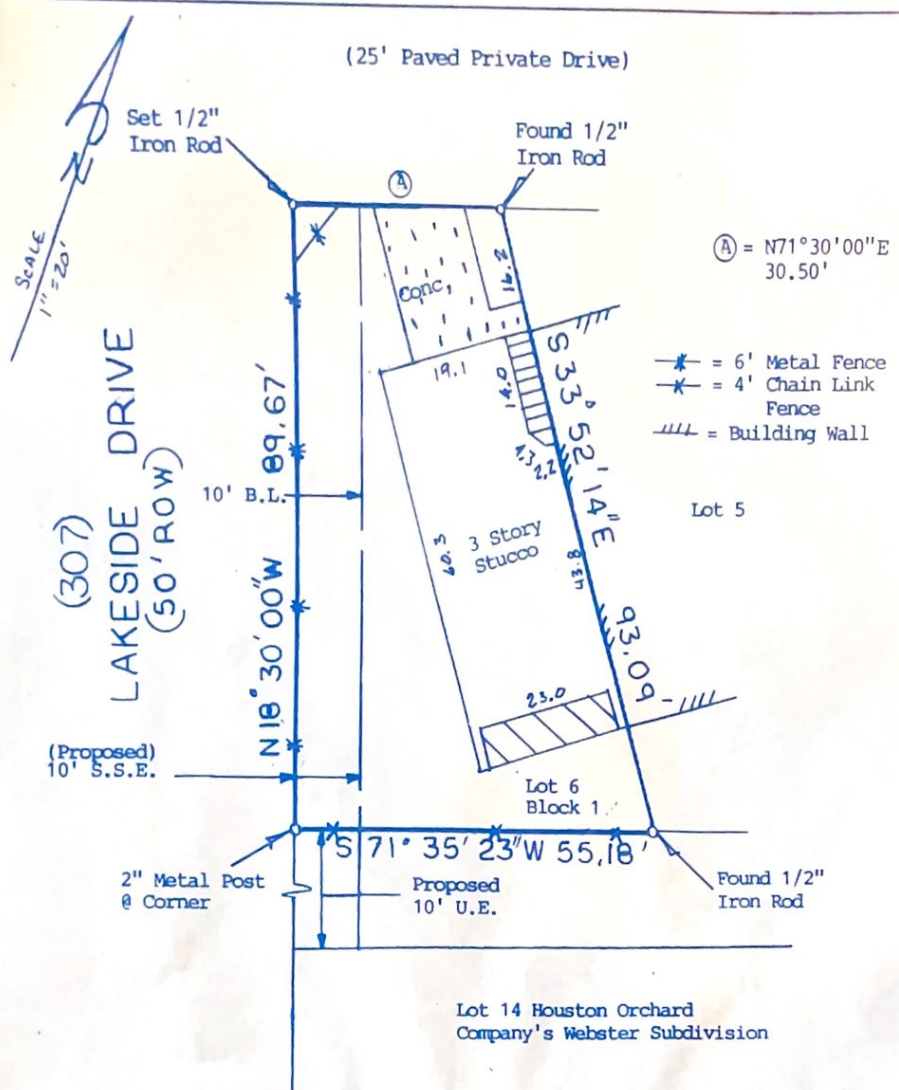 (25' Paved Private Drive)
Set 1/2"
Iron Rod
Found 1/2"
Iron Rod
A
N
SCALE
1"=20'
A = N71°30'00"E
30.50'
Conc,
16.2
19.1
14.0
4.3
2.2
S 33° 52' 14"E
93.09
= 6' Metal Fence
= 4' Chain Link
Fence
= Building Wall
Lot 5
(307)
LAKESIDE DRIVE
(50' ROW)
N18° 30' 00"W 89.67'
10' B.L.
60.3
3 Story
Stucco
43.8
23.0
(Proposed)
10' S.S.E.
Lot 6
Block 1
S 71° 35' 23"W 55,18'
2" Metal Post
@ Corner
Proposed
10' U.E.
Found 1/2"
Iron Rod
Lot 14 Houston Orchard
Company's Webster Subdivision